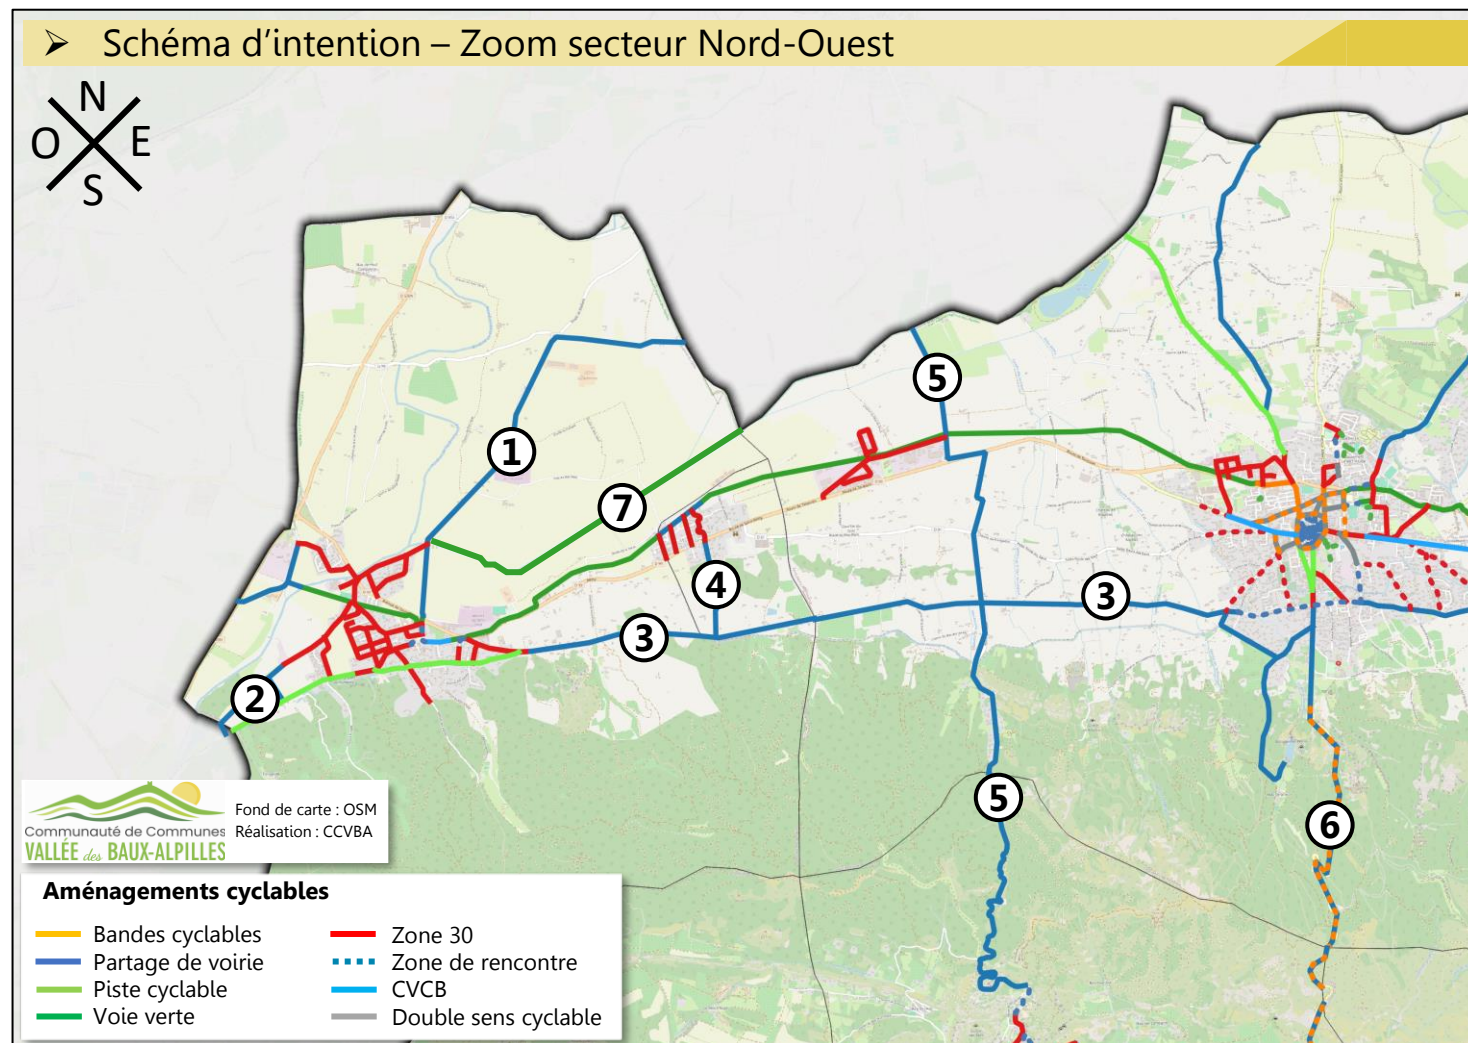 ➢ Schéma d’intention – Zoom secteur Nord-Ouest
N
O E
S
1
2
3
3
4
5
5
6
7
Communauté de Communes
VALLÉE des BAUX-ALPILLES
Fond de carte : OSM
Réalisation : CCVBA
Aménagements cyclables
Bandes cyclables
Partage de voirie
Piste cyclable
Voie verte
Zone 30
Zone de rencontre
CVCB
Double sens cyclable